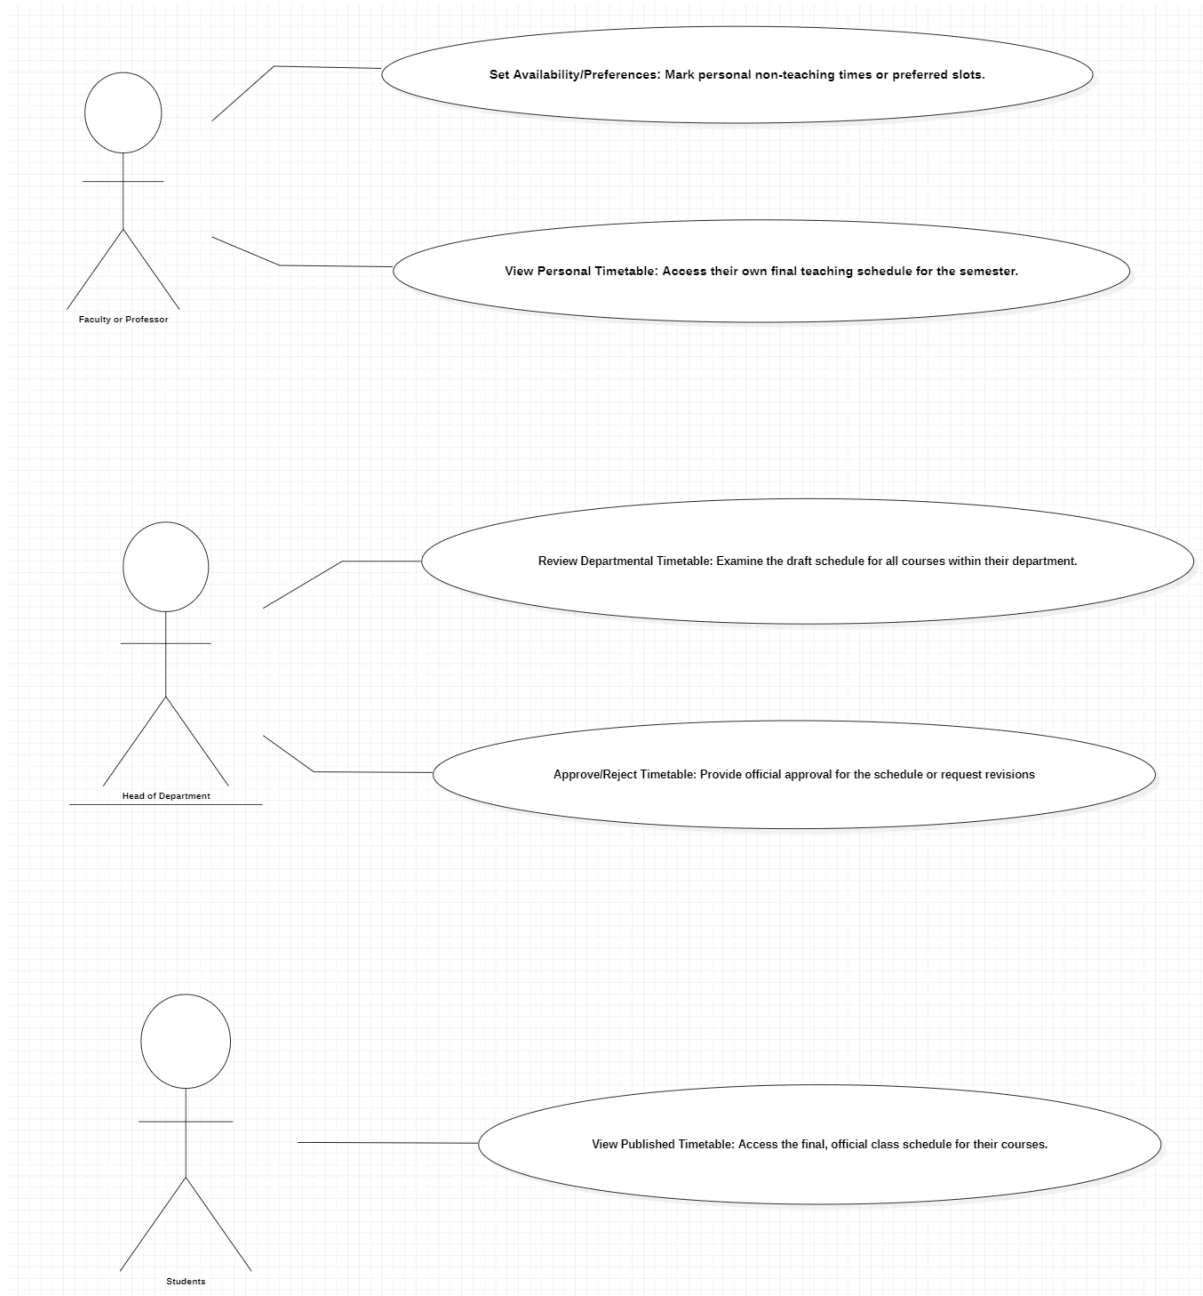 Set Availability/Preferences: Mark personal non-teaching times or preferred slots.
View Personal Timetable: Access their own final teaching schedule for the semester.
Faculty or Professor
Review Departmental Timetable: Examine the draft schedule for all courses within their department.
Approve/Reject Timetable: Provide official approval for the schedule or request revisions
Head of Department
View Published Timetable: Access the final, official class schedule for their courses.
Students